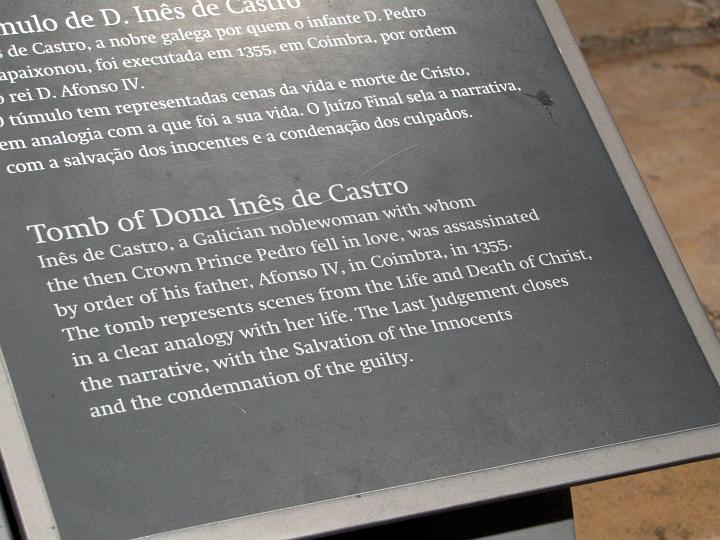 mulo de D. Inês de Castro
de Castro, a nobre galega por quem o infante D. Pedro
apaixonou, foi executada em 1355, em Coimbra, por ordem
rei D. Afonso IV.
O túmulo tem representadas cenas da vida e morte de Cristo,
em analogia com a que foi a sua vida. O Juízo Final sela a narrativa,
com a salvação dos inocentes e a condenação dos culpados.
Tomb of Dona Inês de Castro
Inês de Castro, a Galician noblewoman with whom
the then Crown Prince Pedro fell in love, was assassinated
by order of his father, Afonso IV, in Coimbra, in 1355.
The tomb represents scenes from the Life and Death of Christ,
in a clear analogy with her life. The Last Judgement closes
the narrative, with the Salvation of the Innocents
and the condemnation of the guilty.